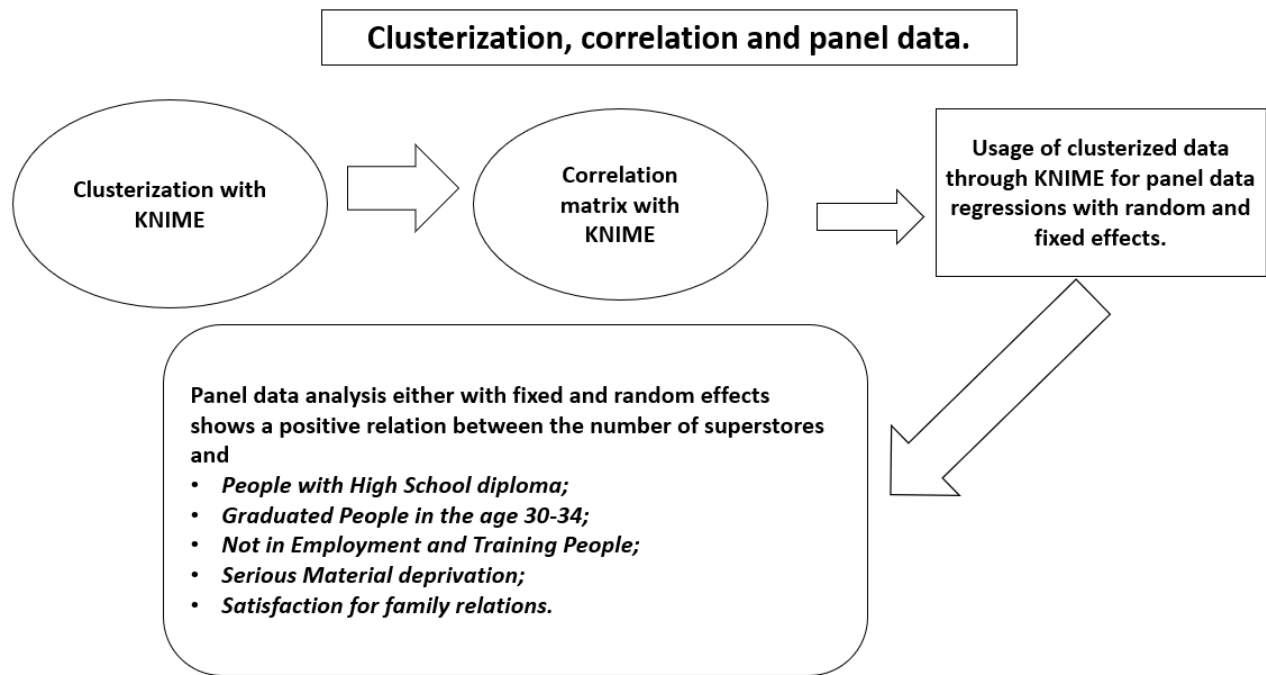 Clusterization, correlation and panel data.
Clusterization with
KNIME
Correlation
matrix with
KNIME
Usage of clusterized data
through KNIME for panel data
regressions with random and
fixed effects.
Panel data analysis either with fixed and random effects
shows a positive relation between the number of superstores
and
• People with High School diploma;
• Graduated People in the age 30-34;
• Not in Employment and Training People;
• Serious Material deprivation;
• Satisfaction for family relations.